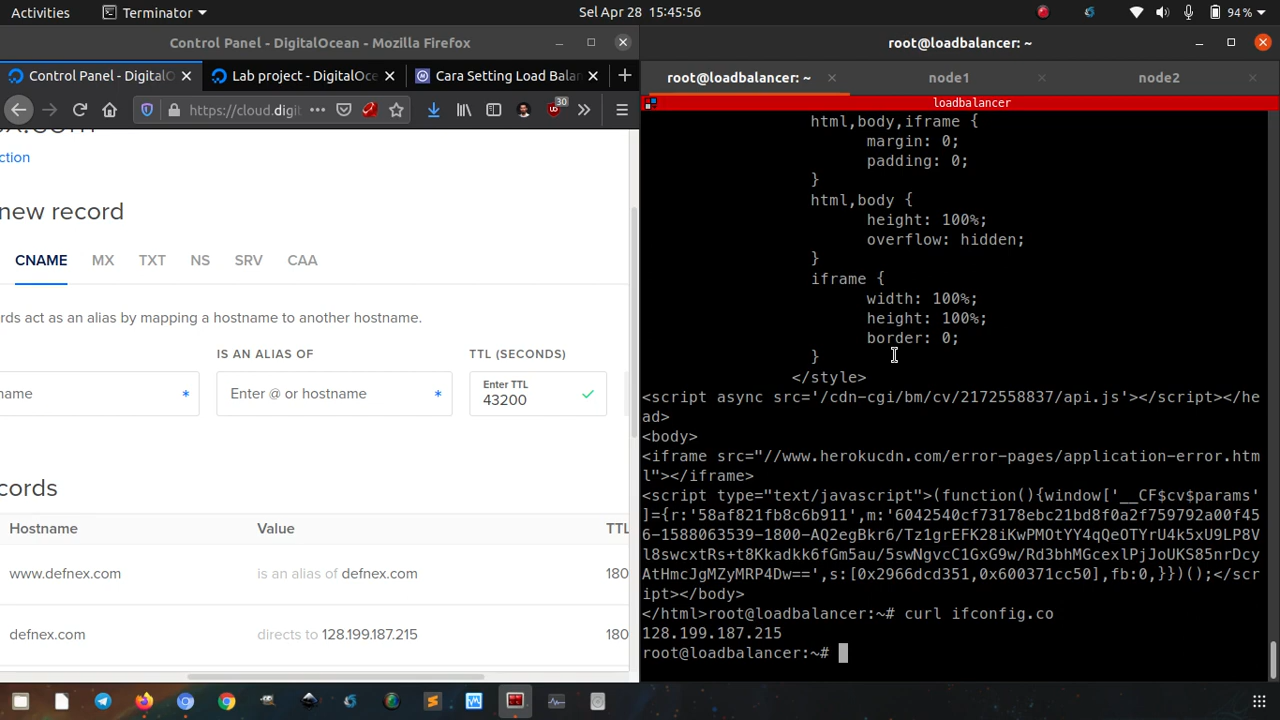 Activities
Terminator
Sel Apr 28 15:45:56
94%
Control Panel - DigitalOcean - Mozilla Firefox
Control Panel - DigitalO
Lab project - DigitalOce
Cara Setting Load Balan
https://cloud.digit
30
ction
new record
CNAME
MX
TXT
NS
SRV
CAA
rds act as an alias by mapping a hostname to another hostname.
IS AN ALIAS OF
TTL (SECONDS)
name
*
Enter @ or hostname
*
Enter TTL
43200
ords
Hostname
Value
TTL
www.defnex.com
is an alias of defnex.com
180
defnex.com
directs to 128.199.187.215
180
root@loadbalancer: ~
root@loadbalancer: ~
node1
node2
loadbalancer
html,body,iframe {
margin: 0;
padding: 0;
}
html,body {
height: 100%;
overflow: hidden;
}
iframe {
width: 100%;
height: 100%;
border: 0;
}
</style>
<script async src='/cdn-cgi/bm/cv/2172558837/api.js'></script></he
ad>
<body>
<iframe src="//www.herokucdn.com/error-pages/application-error.htm
l"></iframe>
<script type="text/javascript">(function(){window['__CF$cv$params'
]={r:'58af821fb8c6b911',m:'6042540cf73178ebc21bd8f0a2f759792a00f45
6-1588063539-1800-AQ2egBkr6/Tz1grEFK28iKwPMOtYY4qQeOTYrU4k5xU9LP8V
l8swcxtRs+t8Kkadkk6fGm5au/5swNgvcC1GxG9w/Rd3bhMGcexlPjJoUKS85nrDcy
AtHmcJgMZyMRP4Dw==',s:[0x2966dcd351,0x600371cc50],fb:0,}})();</scr
ipt></body>
</html>root@loadbalancer:~# curl ifconfig.co
128.199.187.215
root@loadbalancer:~#